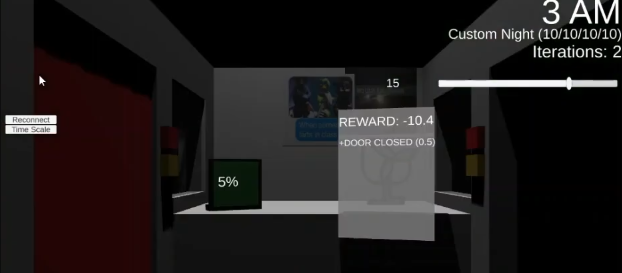 3 AM
Custom Night (10/10/10/10)
Iterations: 2
15
REWARD: -10.4
+DOOR CLOSED (0.5)
Reconnect
Time Scale
5%